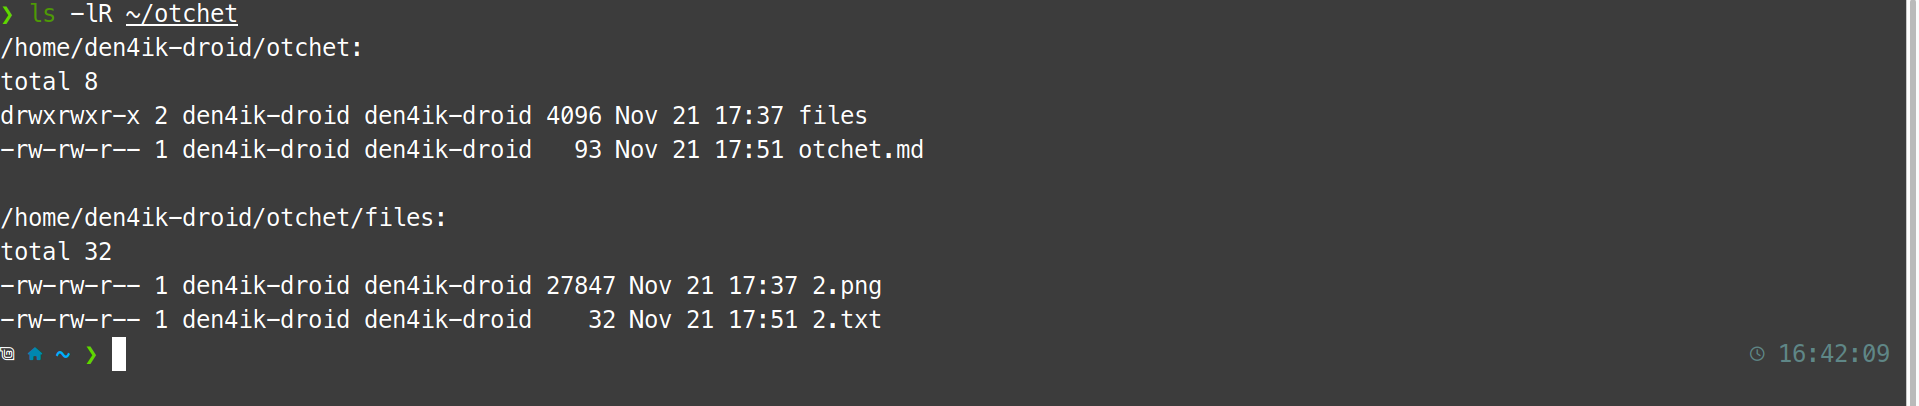 ❯ ls -lR ~/otchet
/home/den4ik-droid/otchet:
total 8
drwxrwxr-x 2 den4ik-droid den4ik-droid 4096 Nov 21 17:37 files
-rw-rw-r-- 1 den4ik-droid den4ik-droid   93 Nov 21 17:51 otchet.md

/home/den4ik-droid/otchet/files:
total 32
-rw-rw-r-- 1 den4ik-droid den4ik-droid 27847 Nov 21 17:37 2.png
-rw-rw-r-- 1 den4ik-droid den4ik-droid    32 Nov 21 17:51 2.txt
~ ❯ 16:42:09